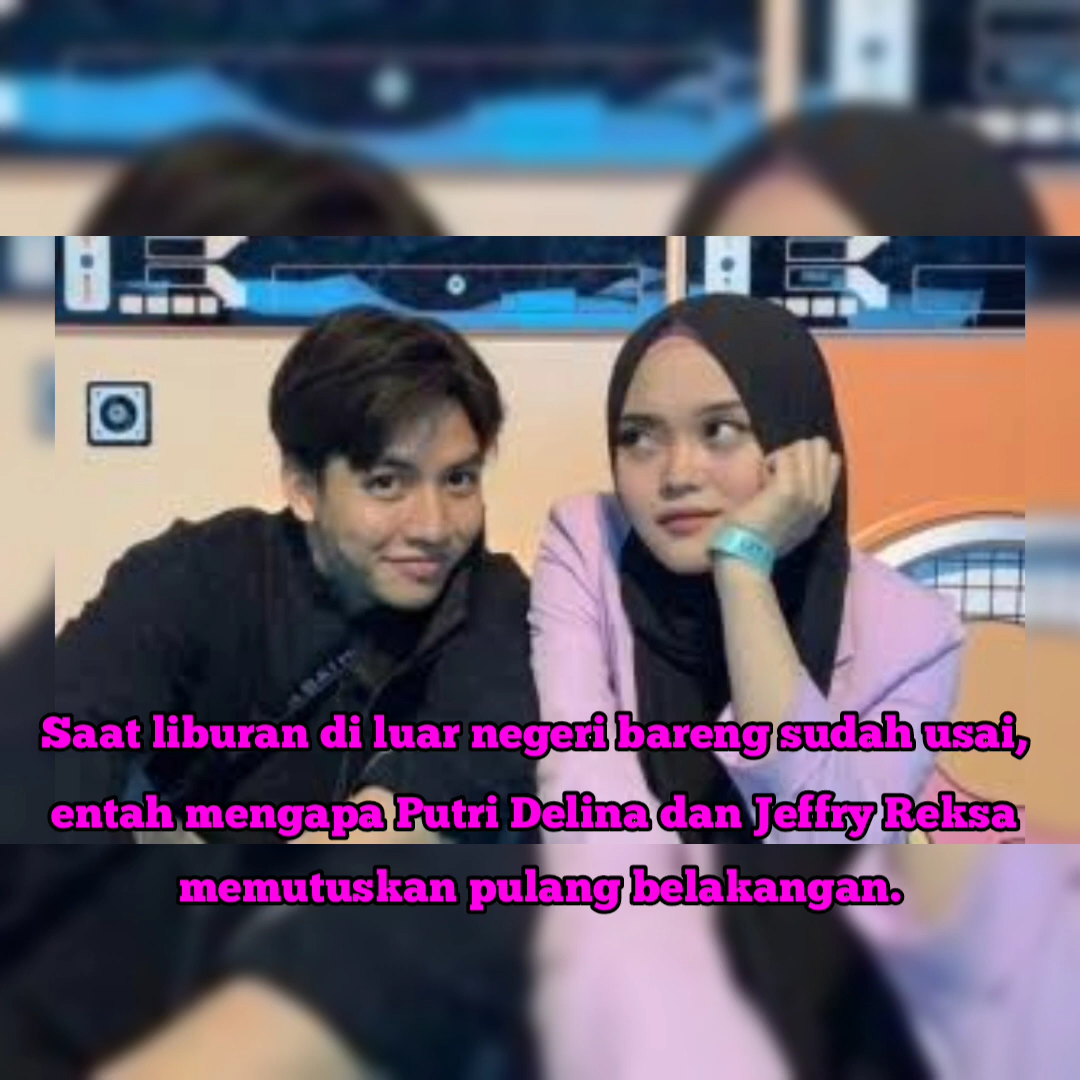 Saat liburan di luar negeri bareng sudah usai,
entah mengapa Putri Delina dan Jeffry Reksa
memutuskan pulang belakangan.